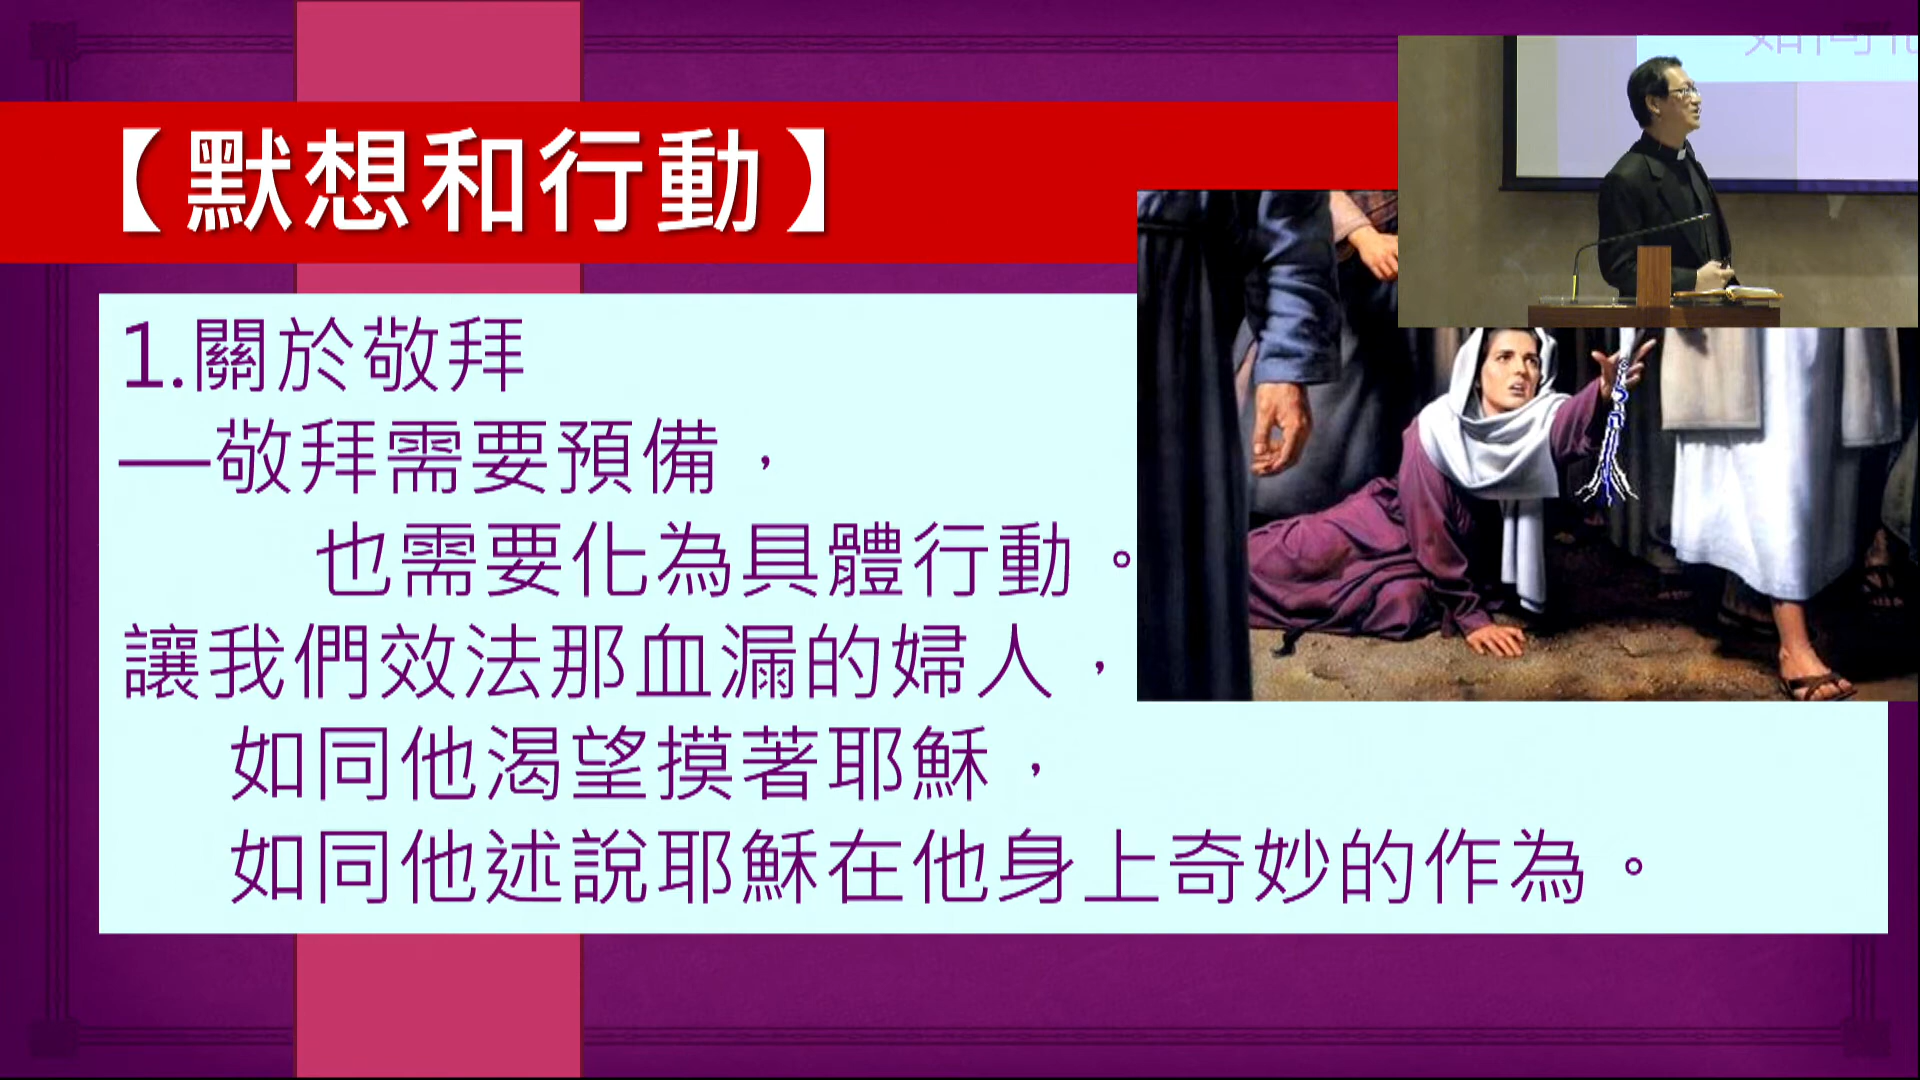 【默想和行動】
1.關於敬拜
—敬拜需要預備，
也需要化為具體行動。
讓我們效法那血漏的婦人，
如同他渴望摸著耶穌，
如同他述說耶穌在他身上奇妙的作為。
如同他